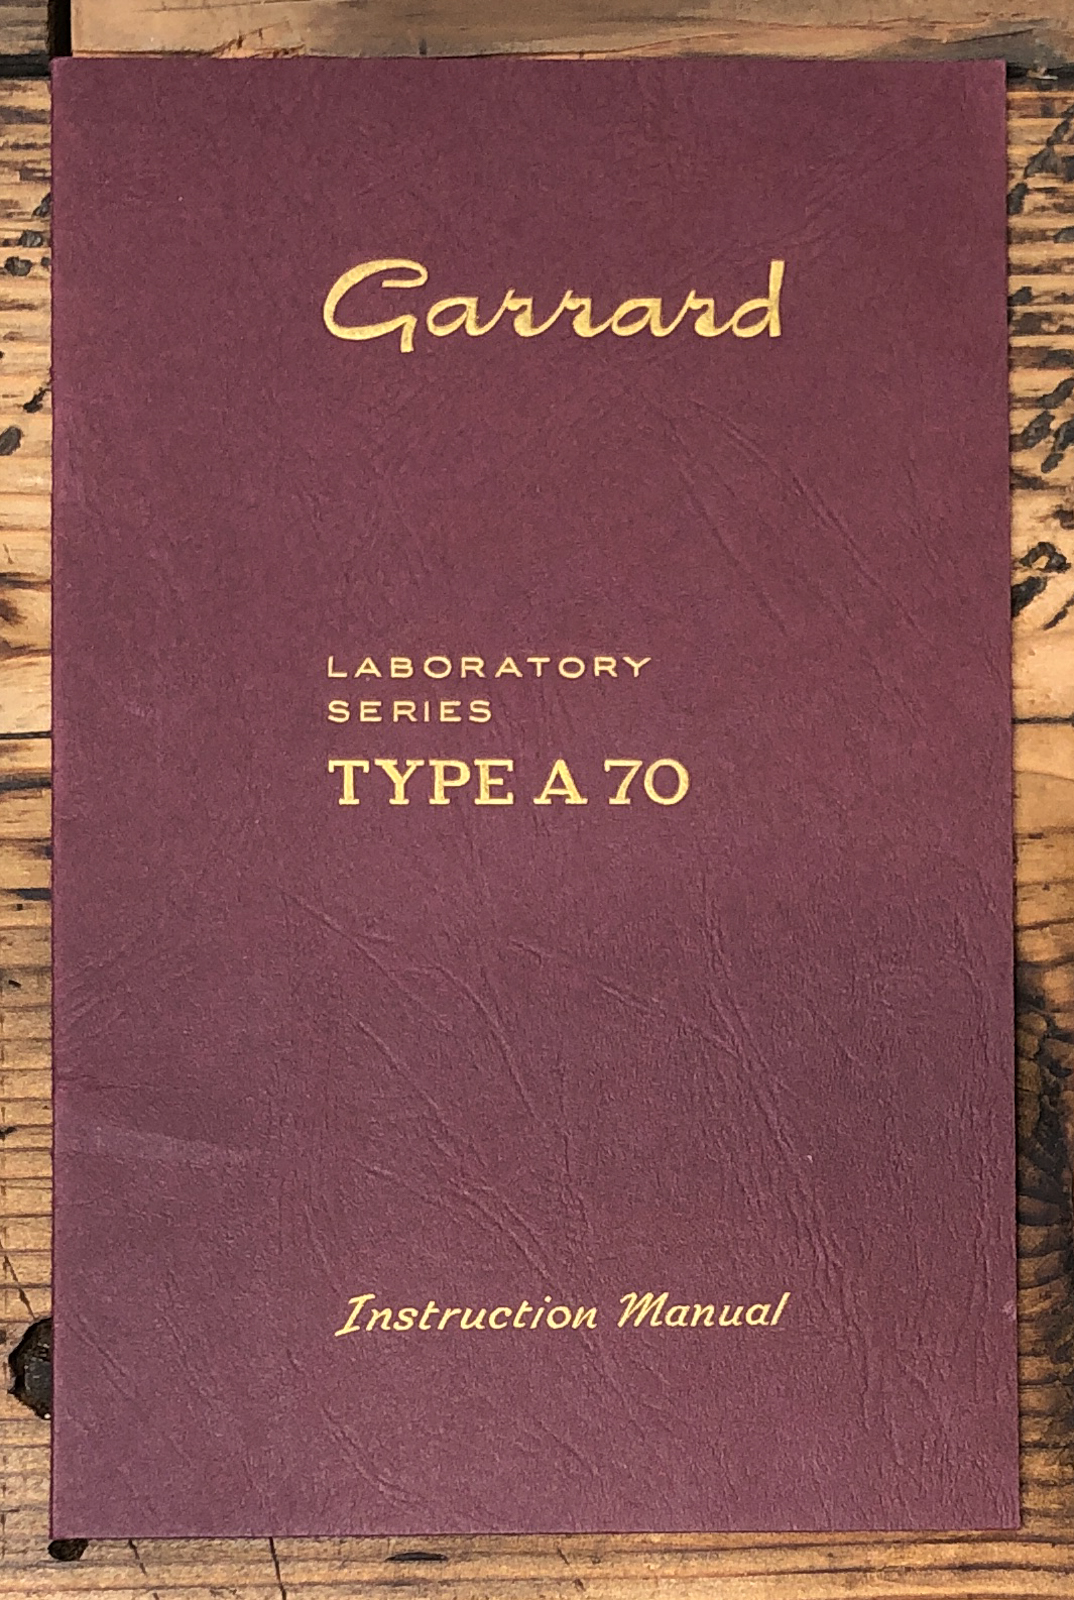 Garrard
LABORATORY
SERIES
TYPE A 70
Instruction Manual